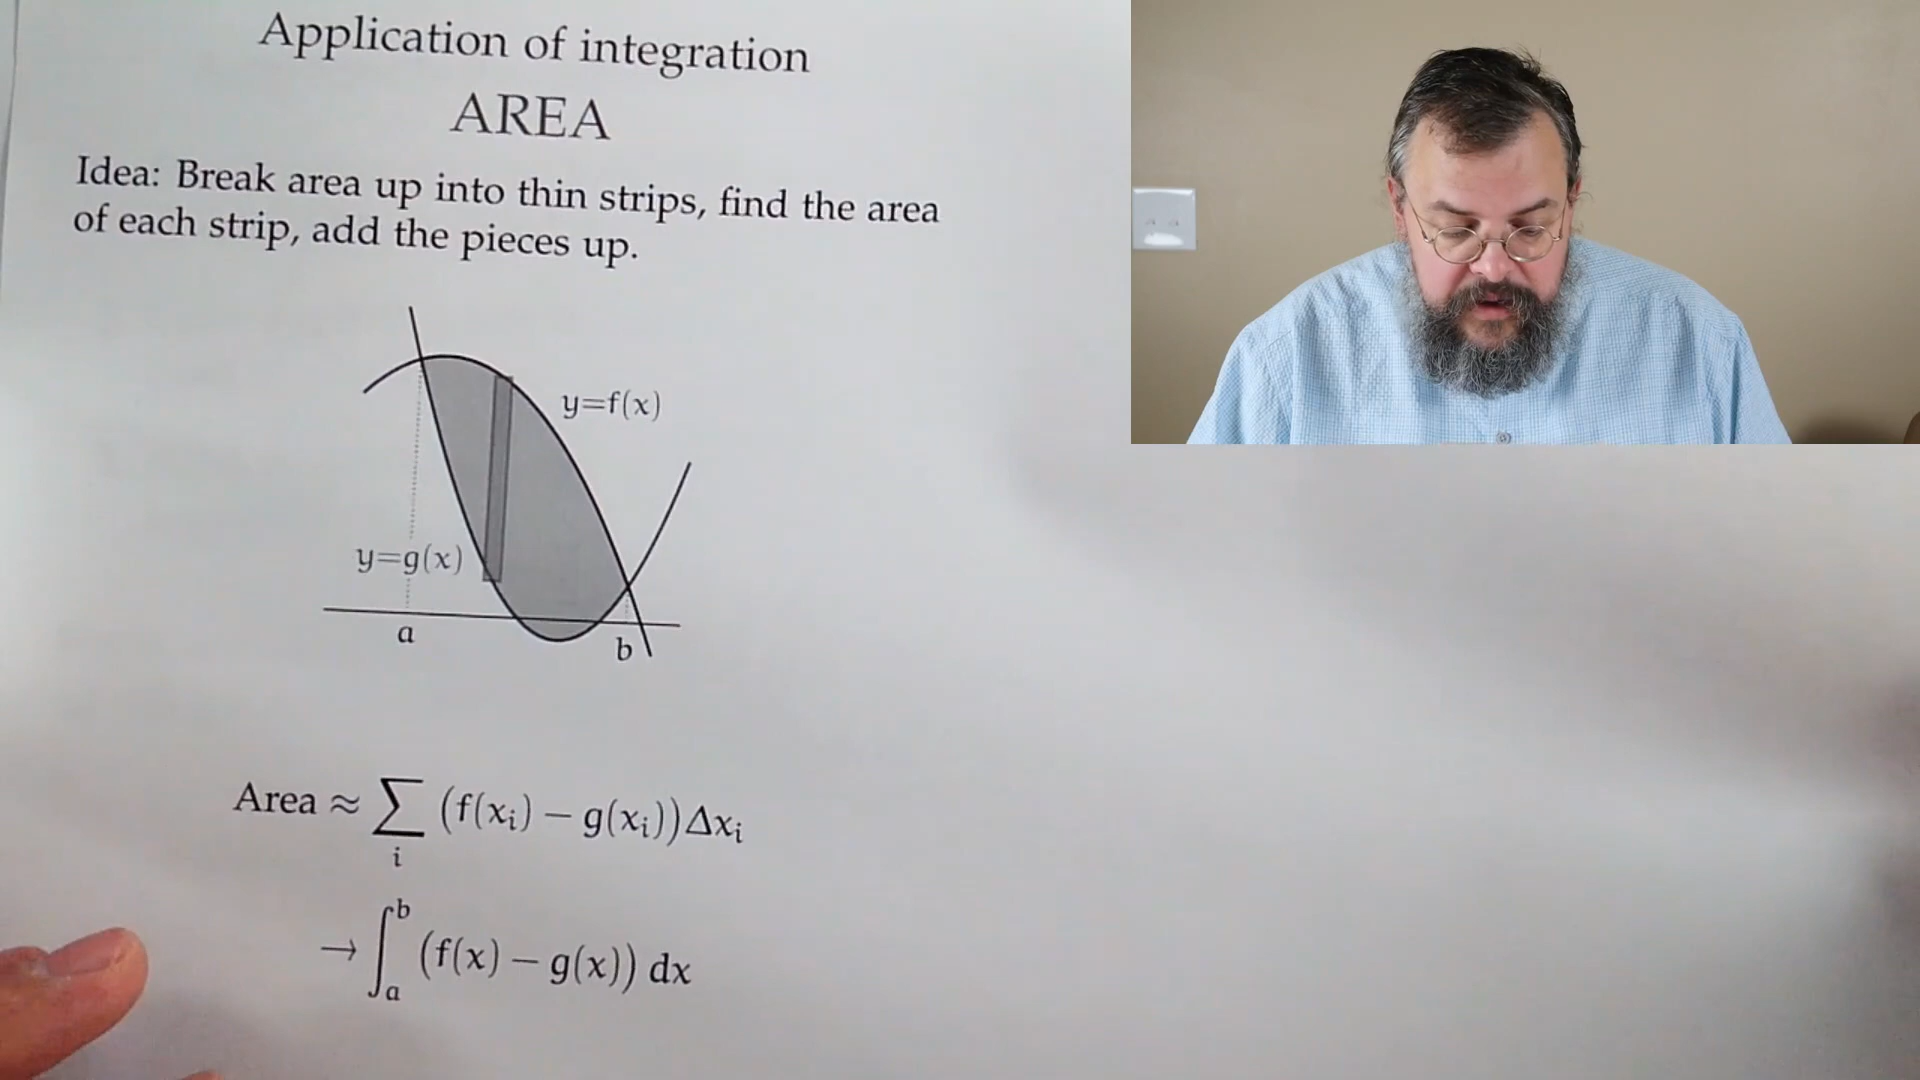 Application of integration
AREA
Idea: Break area up into thin strips, find the area
of each strip, add the pieces up.
y=f(x)
y=g(x)
a
b
Area ≈ ∑ᵢ (f(xᵢ) − g(xᵢ))Δxᵢ
→ ∫ₐᵇ (f(x) − g(x)) dx